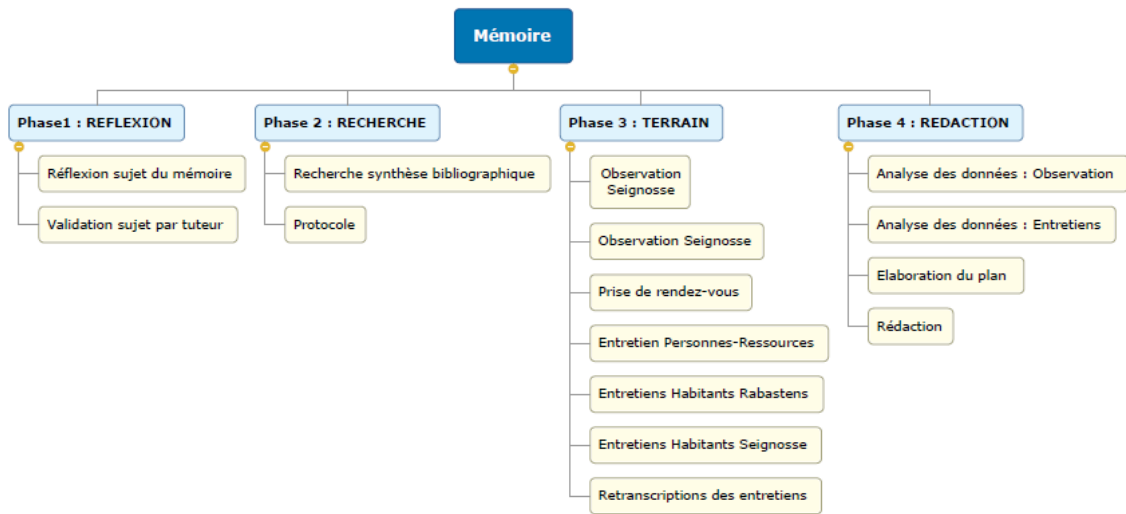 Mémoire
Phase1 : REFLEXION
Réflexion sujet du mémoire
Validation sujet par tuteur
Phase 2 : RECHERCHE
Recherche synthèse bibliographique
Protocole
Phase 3 : TERRAIN
Observation
Seignosse
Observation Seignosse
Prise de rendez-vous
Entretien Personnes-Ressources
Entretiens Habitants Rabastens
Entretiens Habitants Seignosse
Retranscriptions des entretiens
Phase 4 : REDACTION
Analyse des données : Observation
Analyse des données : Entretiens
Elaboration du plan
Rédaction